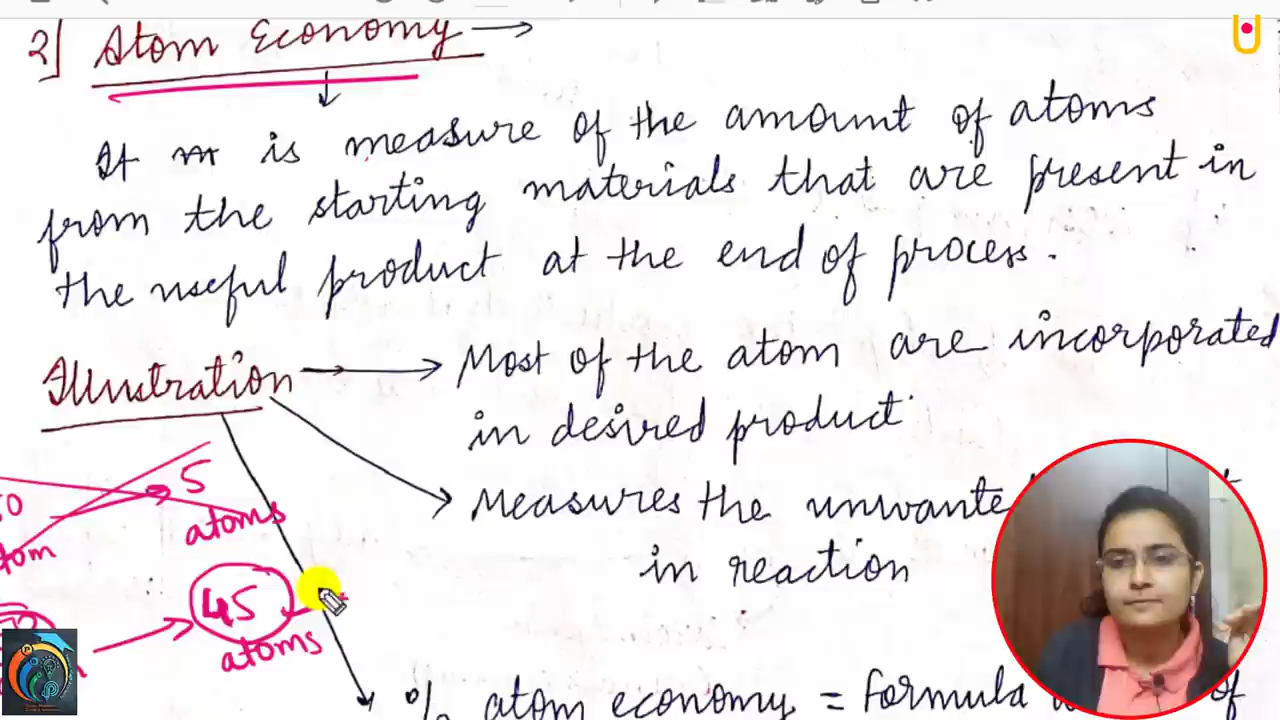 2] Atom Economy →
It is measure of the amount of atoms
from the starting materials that are present in
the useful product at the end of process.
Illustration → Most of the atom are incorporated
in desired product
Measures the
in reaction
5
atoms
45
atoms
% atom economy = Formula